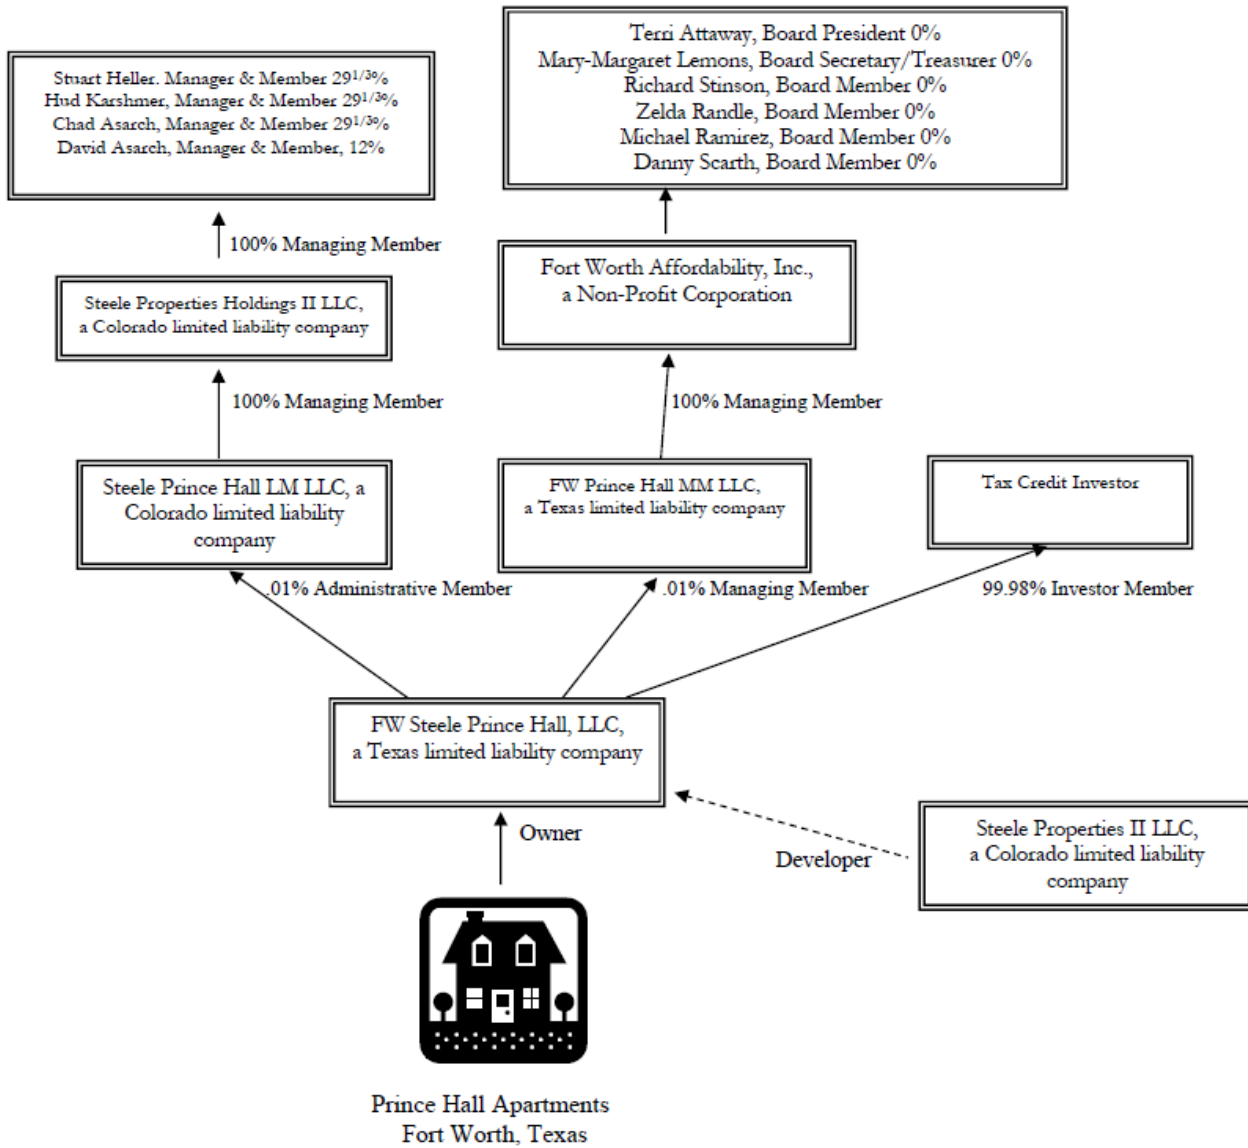 Stuart Heller. Manager & Member 29¹/³%
Hud Karshmer, Manager & Member 29¹/³%
Chad Asarch, Manager & Member 29¹/³%
David Asarch, Manager & Member, 12%
Terri Attaway, Board President 0%
Mary-Margaret Lemons, Board Secretary/Treasurer 0%
Richard Stinson, Board Member 0%
Zelda Randle, Board Member 0%
Michael Ramirez, Board Member 0%
Danny Scarth, Board Member 0%
100% Managing Member
Steele Properties Holdings II LLC,
a Colorado limited liability company
Fort Worth Affordability, Inc.,
a Non-Profit Corporation
100% Managing Member
100% Managing Member
Steele Prince Hall LM LLC, a
Colorado limited liability
company
FW Prince Hall MM LLC,
a Texas limited liability company
Tax Credit Investor
.01% Administrative Member
.01% Managing Member
99.98% Investor Member
FW Steele Prince Hall, LLC,
a Texas limited liability company
Owner
Developer
Steele Properties II LLC,
a Colorado limited liability
company
Prince Hall Apartments
Fort Worth, Texas